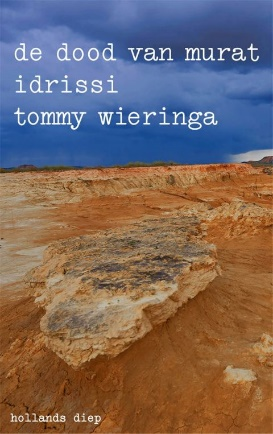 de dood van murat
idrissi
tommy wieringa
hollands diep